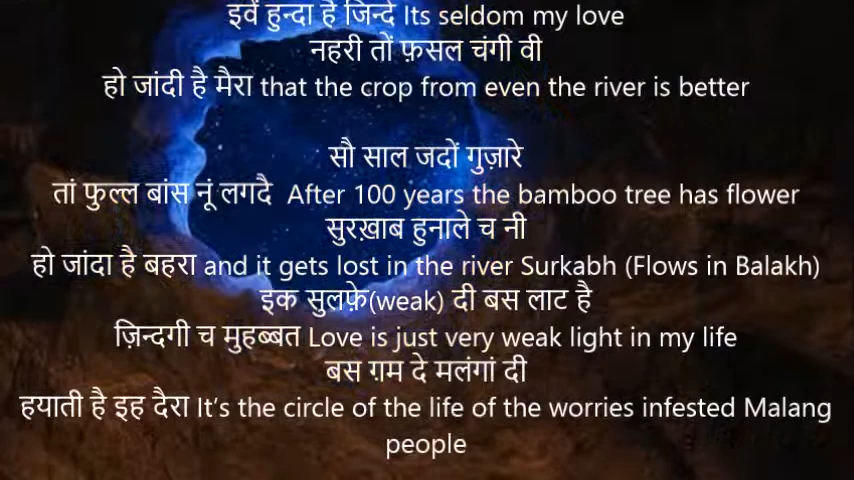 इवें हुन्दा है जिन्दे Its seldom my love
नहरी तों फ़सल चंगी वी
हो जांदी है मैरा that the crop from even the river is better
सौ साल जदों गुज़ारे
तां फुल्ल बांस नूं लगदै After 100 years the bamboo tree has flower
सुरख़ाब हुनाले च नी
हो जांदा है बहरा and it gets lost in the river Surkabh (Flows in Balakh)
इक सुलफ़े(weak) दी बस लाट है
ज़िन्दगी च मुहब्बत Love is just very weak light in my life
बस ग़म दे मलंगां दी
हयाती है इह दैरा It’s the circle of the life of the worries infested Malang
people